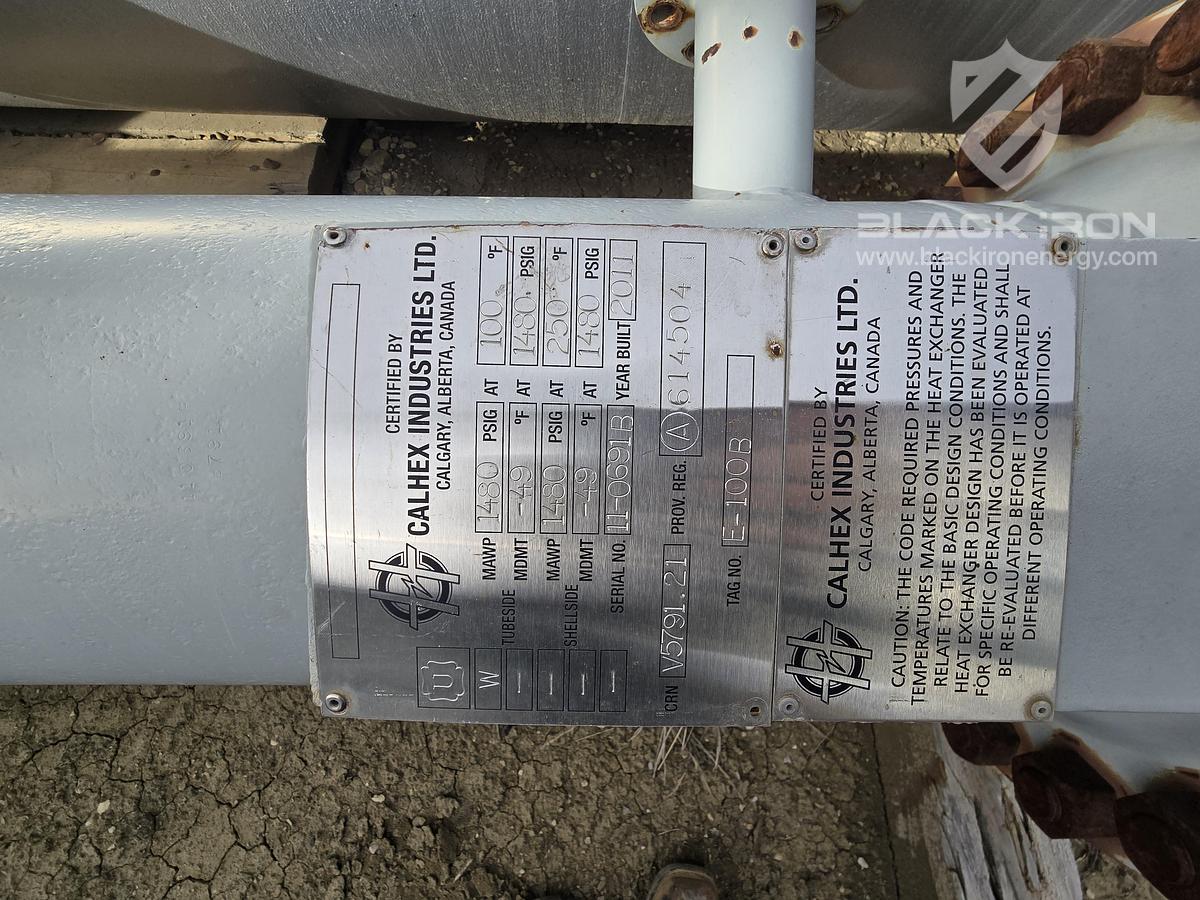 BLACK IRON
www.blackironenergy.com
CERTIFIED BY
CALHEX INDUSTRIES LTD.
CALGARY, ALBERTA, CANADA
U
W
TUBESIDE
MAWP 1480 PSIG AT 100 °F
MDMT -49 °F AT 1480 PSIG
SHELLSIDE
MAWP 1480 PSIG AT 250 °F
MDMT -49 °F AT 1480 PSIG
SERIAL NO. 11-0691B YEAR BUILT 2011
CRN V5791.21 PROV. REG. A 614504
TAG NO. E-100B
CERTIFIED BY
CALHEX INDUSTRIES LTD.
CALGARY, ALBERTA, CANADA
CAUTION: THE CODE REQUIRED PRESSURES AND
TEMPERATURES MARKED ON THE HEAT EXCHANGER
RELATE TO THE BASIC DESIGN CONDITIONS. THE
HEAT EXCHANGER DESIGN HAS BEEN EVALUATED
FOR SPECIFIC OPERATING CONDITIONS AND SHALL
BE RE-EVALUATED BEFORE IT IS OPERATED AT
DIFFERENT OPERATING CONDITIONS.